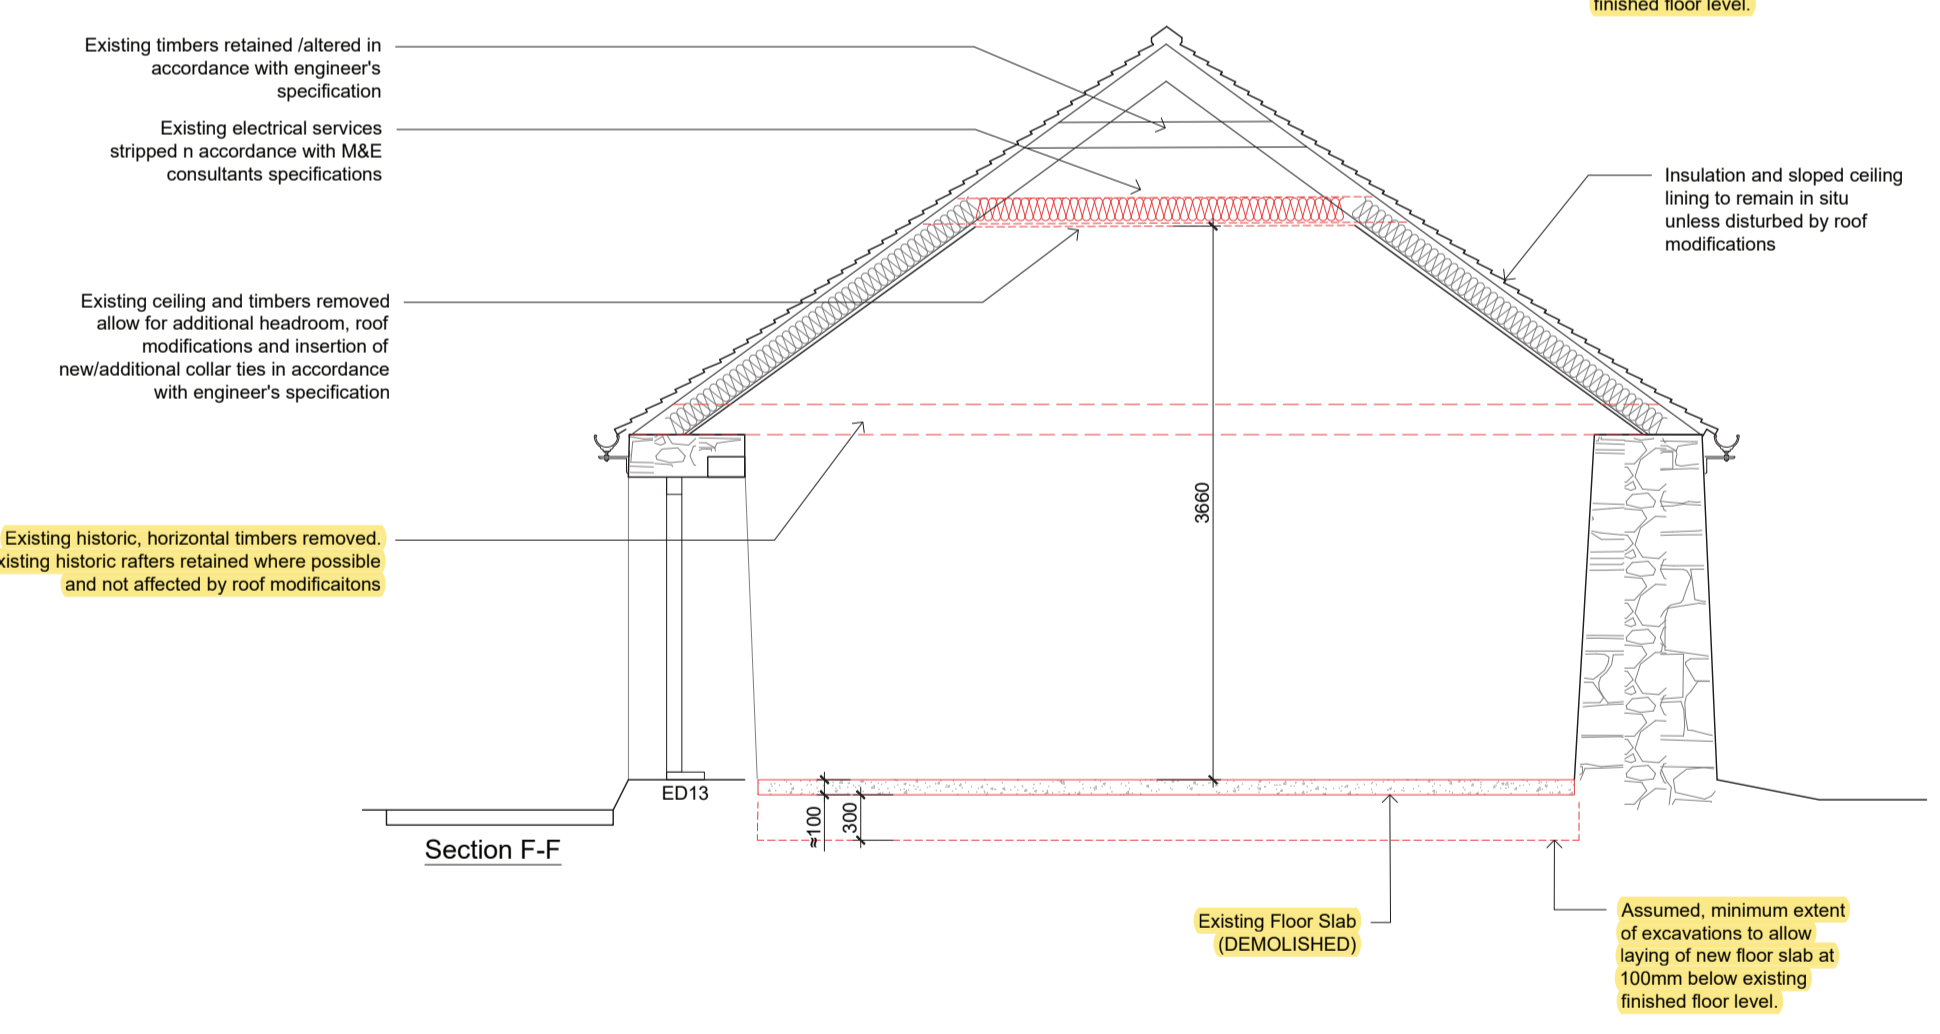 finished floor level.
Existing timbers retained /altered in
accordance with engineer's
specification
Existing electrical services
stripped n accordance with M&E
consultants specifications
Insulation and sloped ceiling
lining to remain in situ
unless disturbed by roof
modifications
Existing ceiling and timbers removed
allow for additional headroom, roof
modifications and insertion of
new/additional collar ties in accordance
with engineer's specification
3660
Existing historic, horizontal timbers removed.
xisting historic rafters retained where possible
and not affected by roof modificaitons
ED13
≈100
300
Section F-F
Existing Floor Slab
(DEMOLISHED)
Assumed, minimum extent
of excavations to allow
laying of new floor slab at
100mm below existing
finished floor level.